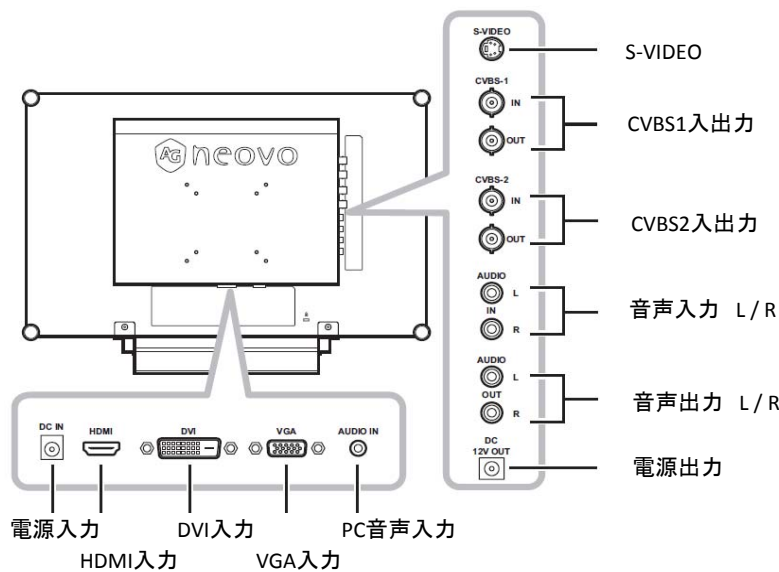 S-VIDEO
S-VIDEO
CVBS-1
IN
OUT
CVBS1入出力
CVBS-2
IN
OUT
CVBS2入出力
AUDIO
L
IN
R
音声入力 L / R
AUDIO
L
OUT
R
音声出力 L / R
DC
12V OUT
電源出力
AG neovo
DC IN
HDMI
DVI
VGA
AUDIO IN
電源入力
HDMI入力
DVI入力
VGA入力
PC音声入力